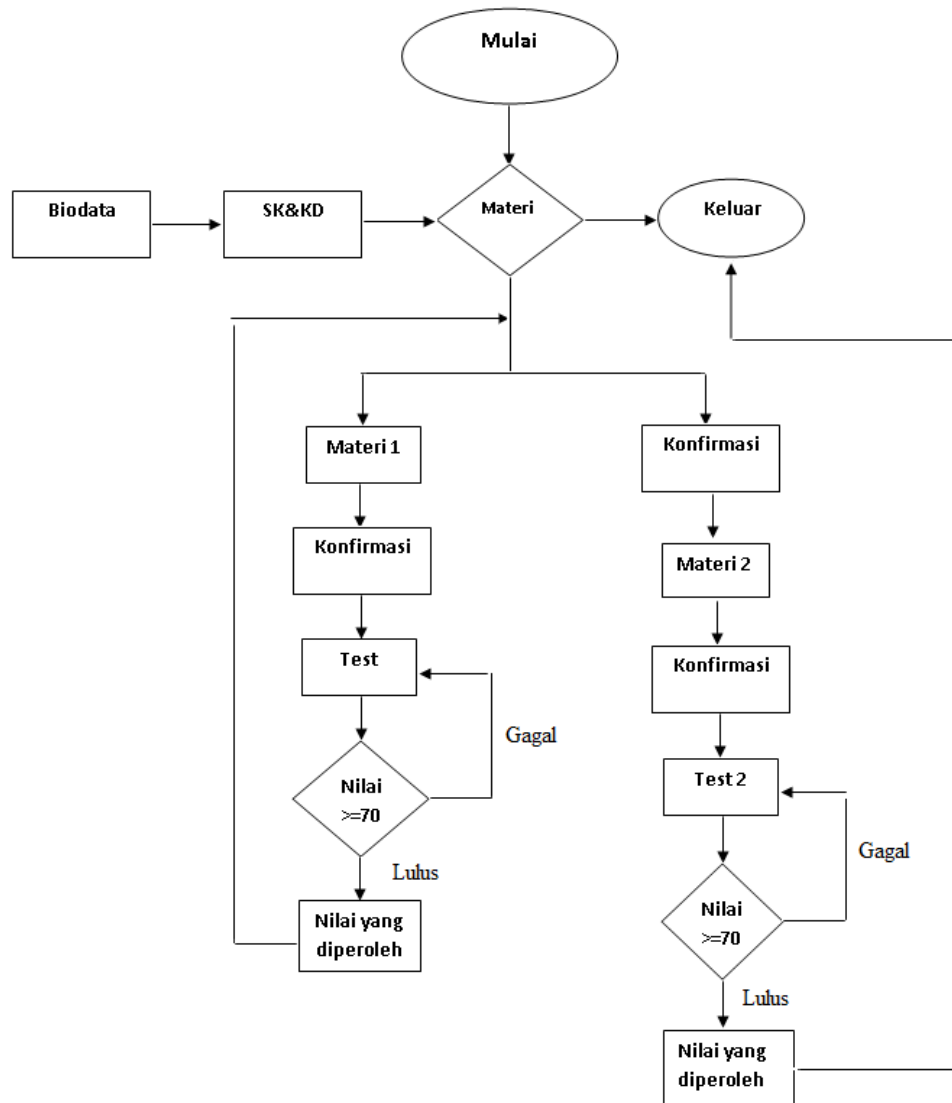 Mulai
Biodata
SK&KD
Materi
Keluar
Materi 1
Konfirmasi
Test
Gagal
Nilai
>=70
Lulus
Nilai yang
diperoleh
Konfirmasi
Materi 2
Konfirmasi
Test 2
Gagal
Nilai
>=70
Lulus
Nilai yang
diperoleh